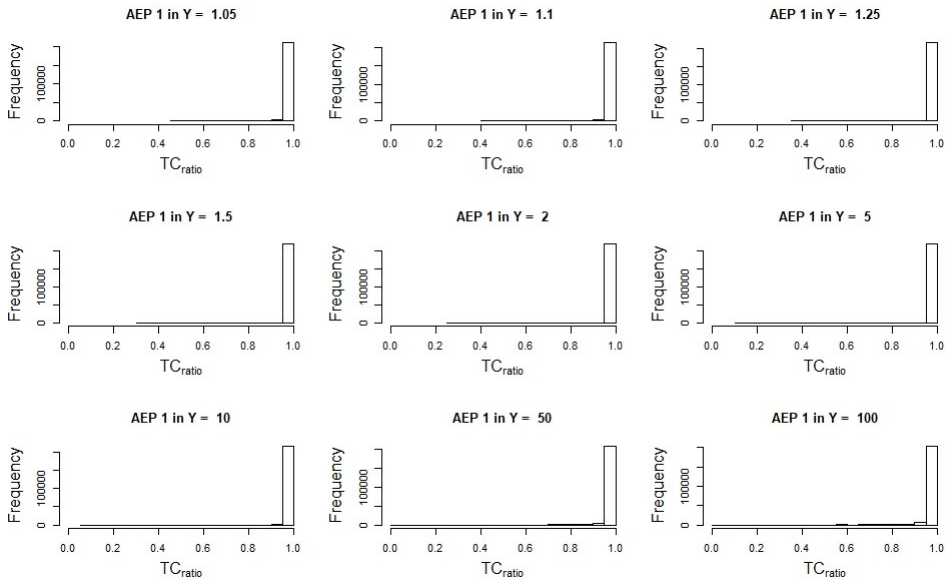 AEP 1 in Y = 1.05 AEP 1 in Y = 1.1 AEP 1 in Y = 1.25
Frequency Frequency Frequency
100000 100000 100000
0 0 0
0.0 0.2 0.4 0.6 0.8 1.0 0.0 0.2 0.4 0.6 0.8 1.0 0.0 0.2 0.4 0.6 0.8 1.0
TCratio TCratio TCratio
AEP 1 in Y = 1.5 AEP 1 in Y = 2 AEP 1 in Y = 5
Frequency Frequency Frequency
100000 100000 100000
0 0 0
0.0 0.2 0.4 0.6 0.8 1.0 0.0 0.2 0.4 0.6 0.8 1.0 0.0 0.2 0.4 0.6 0.8 1.0
TCratio TCratio TCratio
AEP 1 in Y = 10 AEP 1 in Y = 50 AEP 1 in Y = 100
Frequency Frequency Frequency
100000 100000 100000
0 0 0
0.0 0.2 0.4 0.6 0.8 1.0 0.0 0.2 0.4 0.6 0.8 1.0 0.0 0.2 0.4 0.6 0.8 1.0
TCratio TCratio TCratio